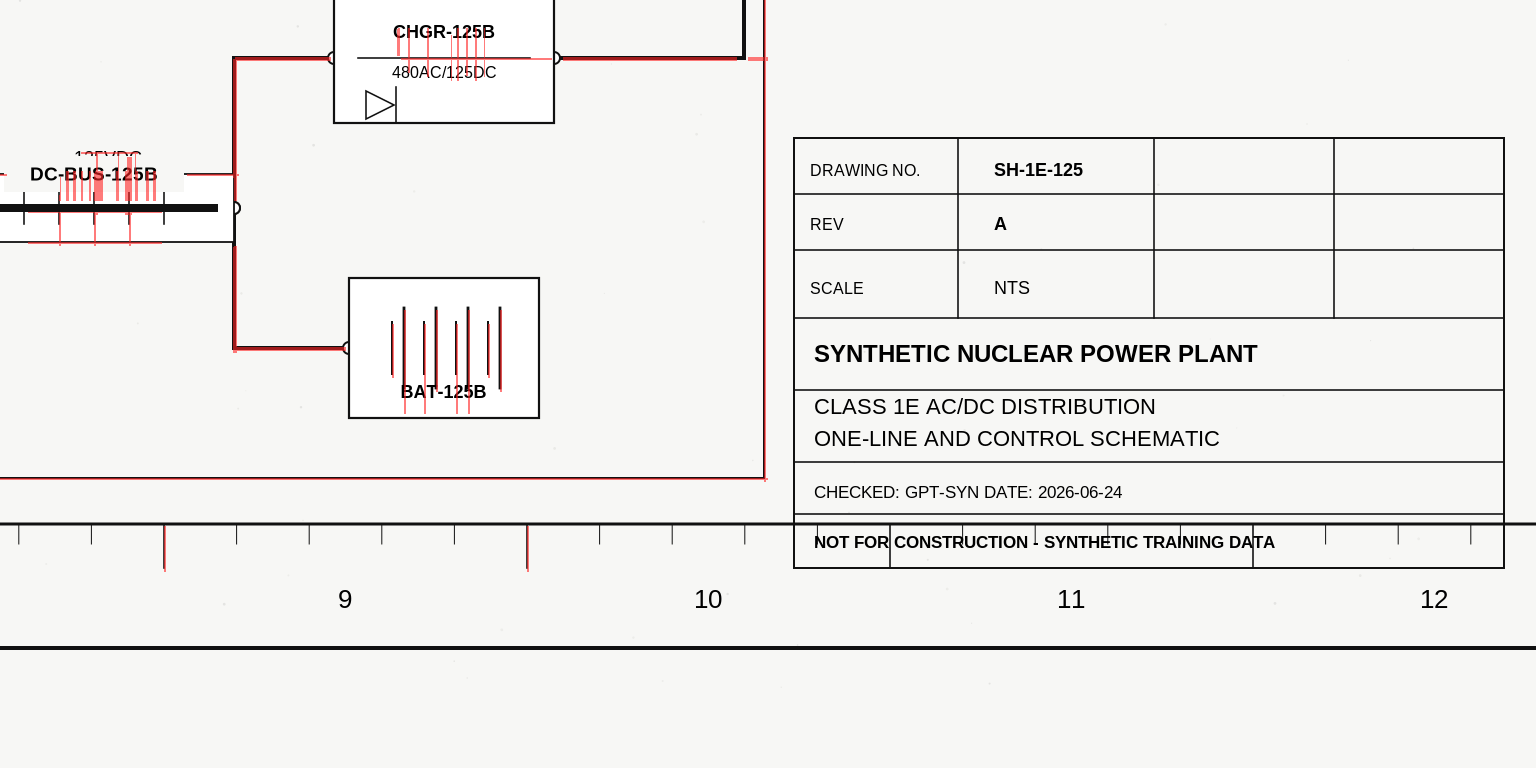 CHGR-125B
480AC/125DC
125VDC
DC-BUS-125B
BAT-125B
DRAWING NO. SH-1E-125
REV A
SCALE NTS
SYNTHETIC NUCLEAR POWER PLANT
CLASS 1E AC/DC DISTRIBUTION
ONE-LINE AND CONTROL SCHEMATIC
CHECKED: GPT-SYN DATE: 2026-06-24
NOT FOR CONSTRUCTION - SYNTHETIC TRAINING DATA
9 10 11 12